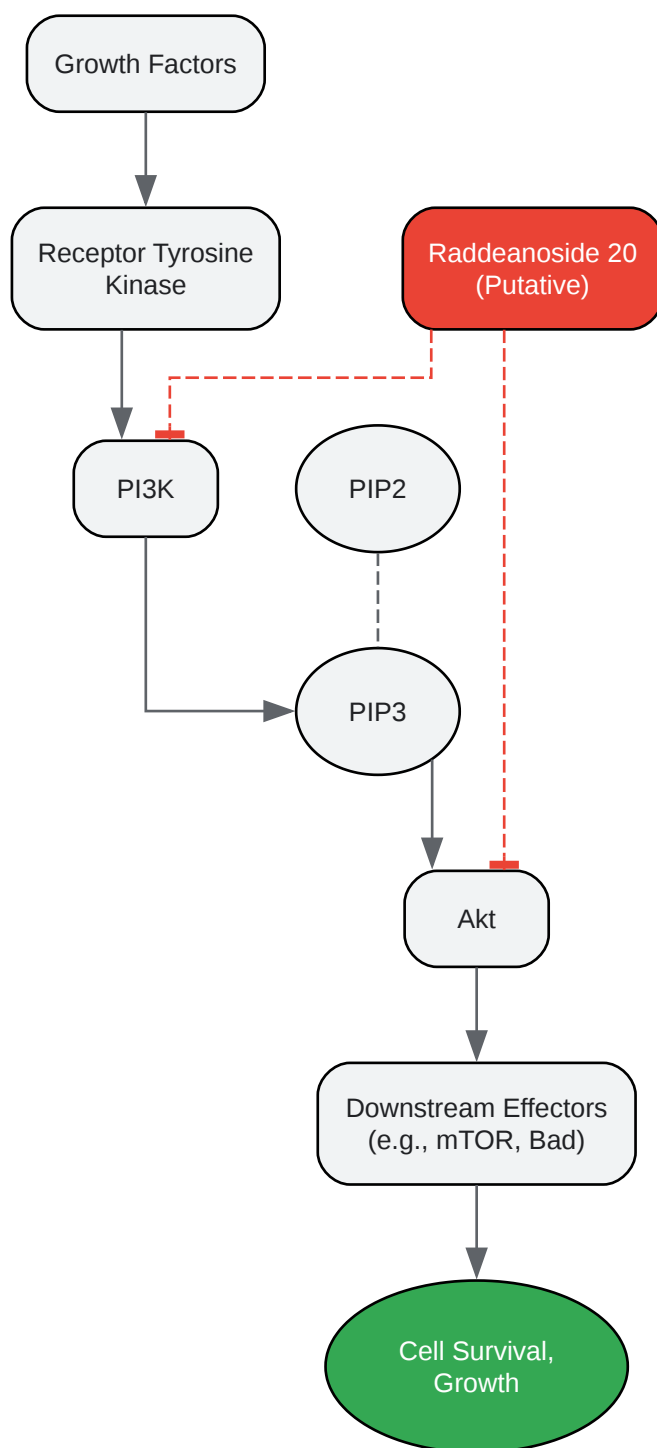 Growth Factors
Receptor Tyrosine
Kinase
Raddeanoside 20
(Putative)
PI3K
PIP2
PIP3
Akt
Downstream Effectors
(e.g., mTOR, Bad)
Cell Survival,
Growth